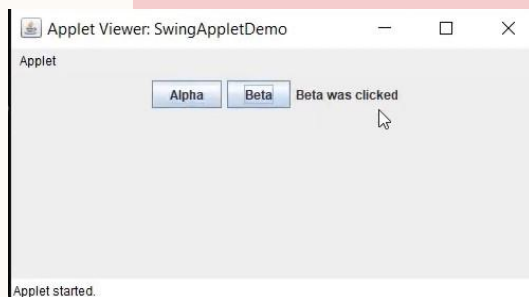 Applet Viewer: SwingAppletDemo
Applet
Alpha Beta Beta was clicked
Applet started.